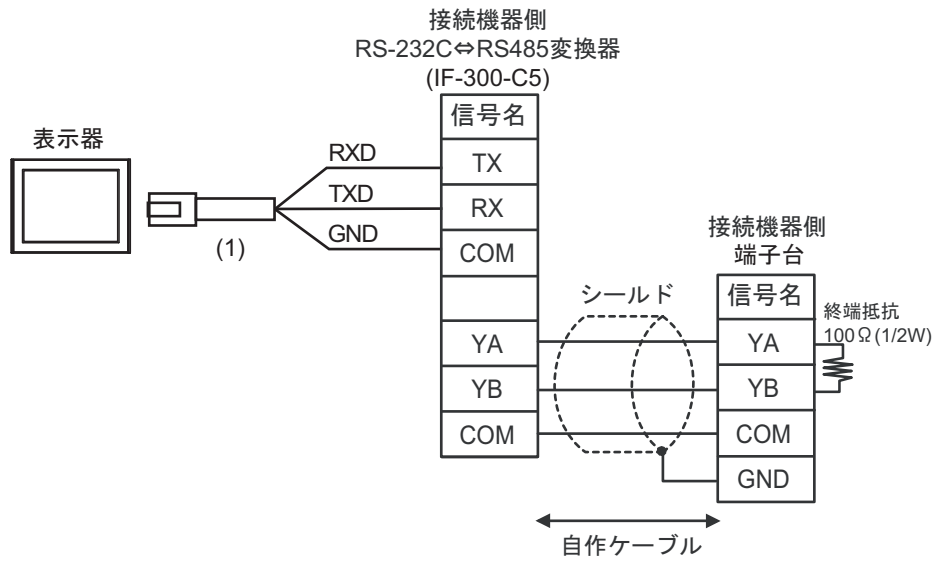 接続機器側
RS-232C⇔RS485変換器
(IF-300-C5)
表示器
(1)
RXD
TXD
GND
信号名
TX
RX
COM
YA
YB
COM
シールド
自作ケーブル
接続機器側
端子台
信号名
YA
YB
COM
GND
終端抵抗
100Ω(1/2W)